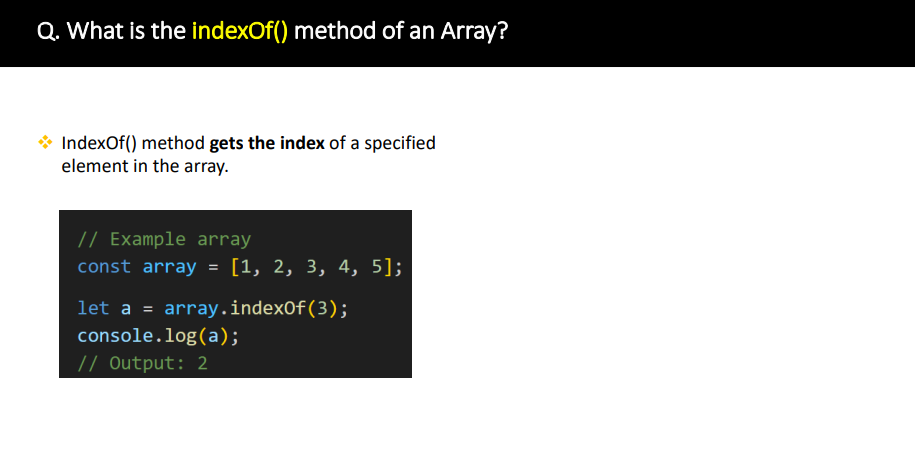 Q. What is the indexOf() method of an Array?
IndexOf() method gets the index of a specified
element in the array.
// Example array
const array = [1, 2, 3, 4, 5];
let a = array.indexOf(3);
console.log(a);
// Output: 2